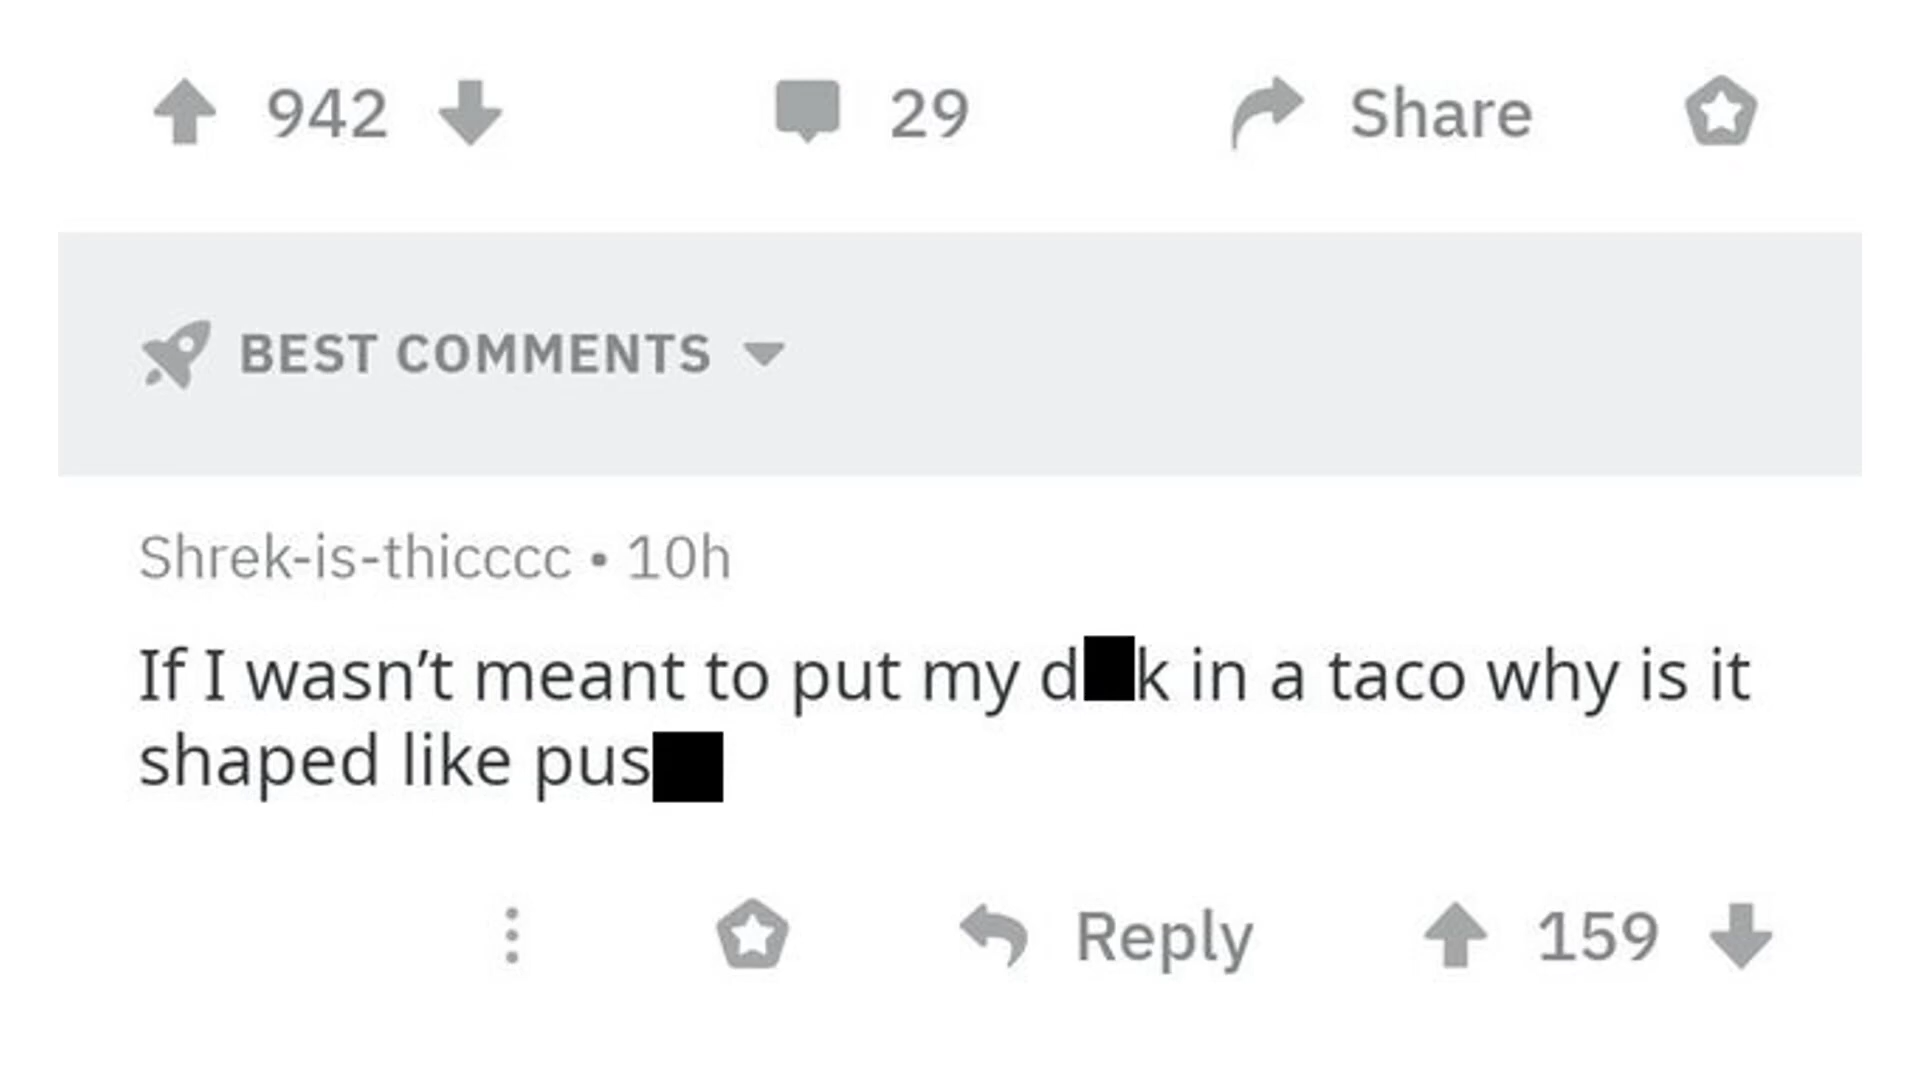 942 29 Share
BEST COMMENTS
Shrek-is-thicccc • 10h
If I wasn’t meant to put my d█k in a taco why is it
shaped like pus█
Reply 159